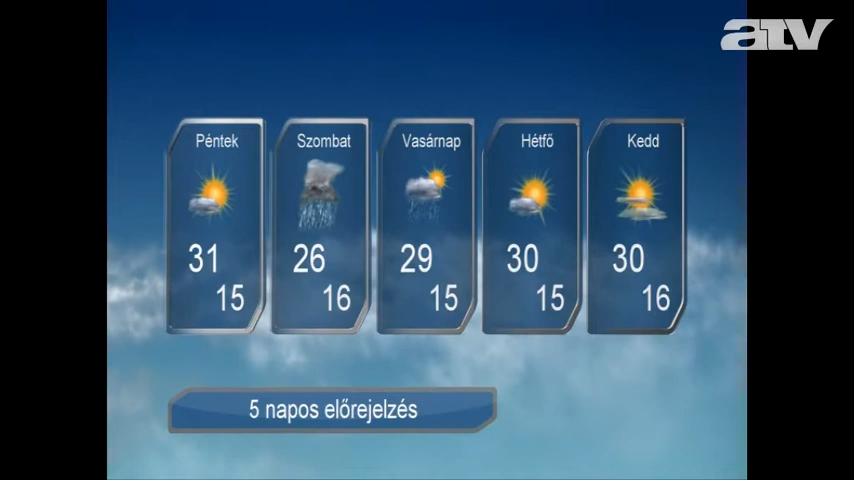 atv
Péntek
31
15
Szombat
26
16
Vasárnap
29
15
Hétfő
30
15
Kedd
30
16
5 napos előrejelzés